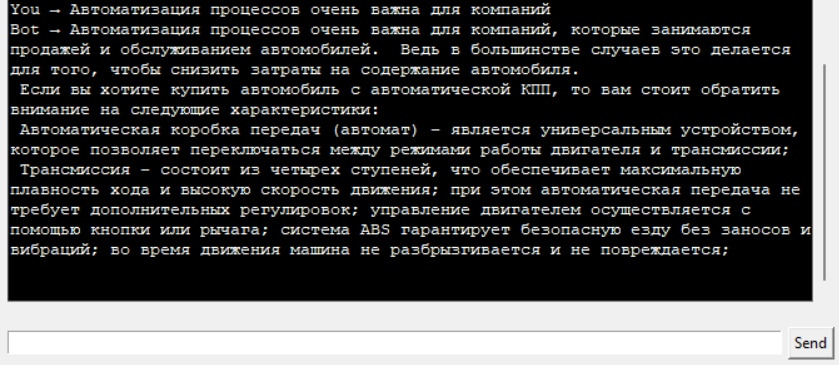 You → Автоматизация процессов очень важна для компаний
Bot → Автоматизация процессов очень важна для компаний, которые занимаются
продажей и обслуживанием автомобилей.  Ведь в большинстве случаев это делается
для того, чтобы снизить затраты на содержание автомобиля.
 Если вы хотите купить автомобиль с автоматической КПП, то вам стоит обратить
внимание на следующие характеристики:
 Автоматическая коробка передач (автомат) – является универсальным устройством,
которое позволяет переключаться между режимами работы двигателя и трансмиссии;
 Трансмиссия – состоит из четырех ступеней, что обеспечивает максимальную
плавность хода и высокую скорость движения; при этом автоматическая передача не
требует дополнительных регулировок; управление двигателем осуществляется с
помощью кнопки или рычага; система ABS гарантирует безопасную езду без заносов и
вибраций; во время движения машина не разбрызгивается и не повреждается;
Send